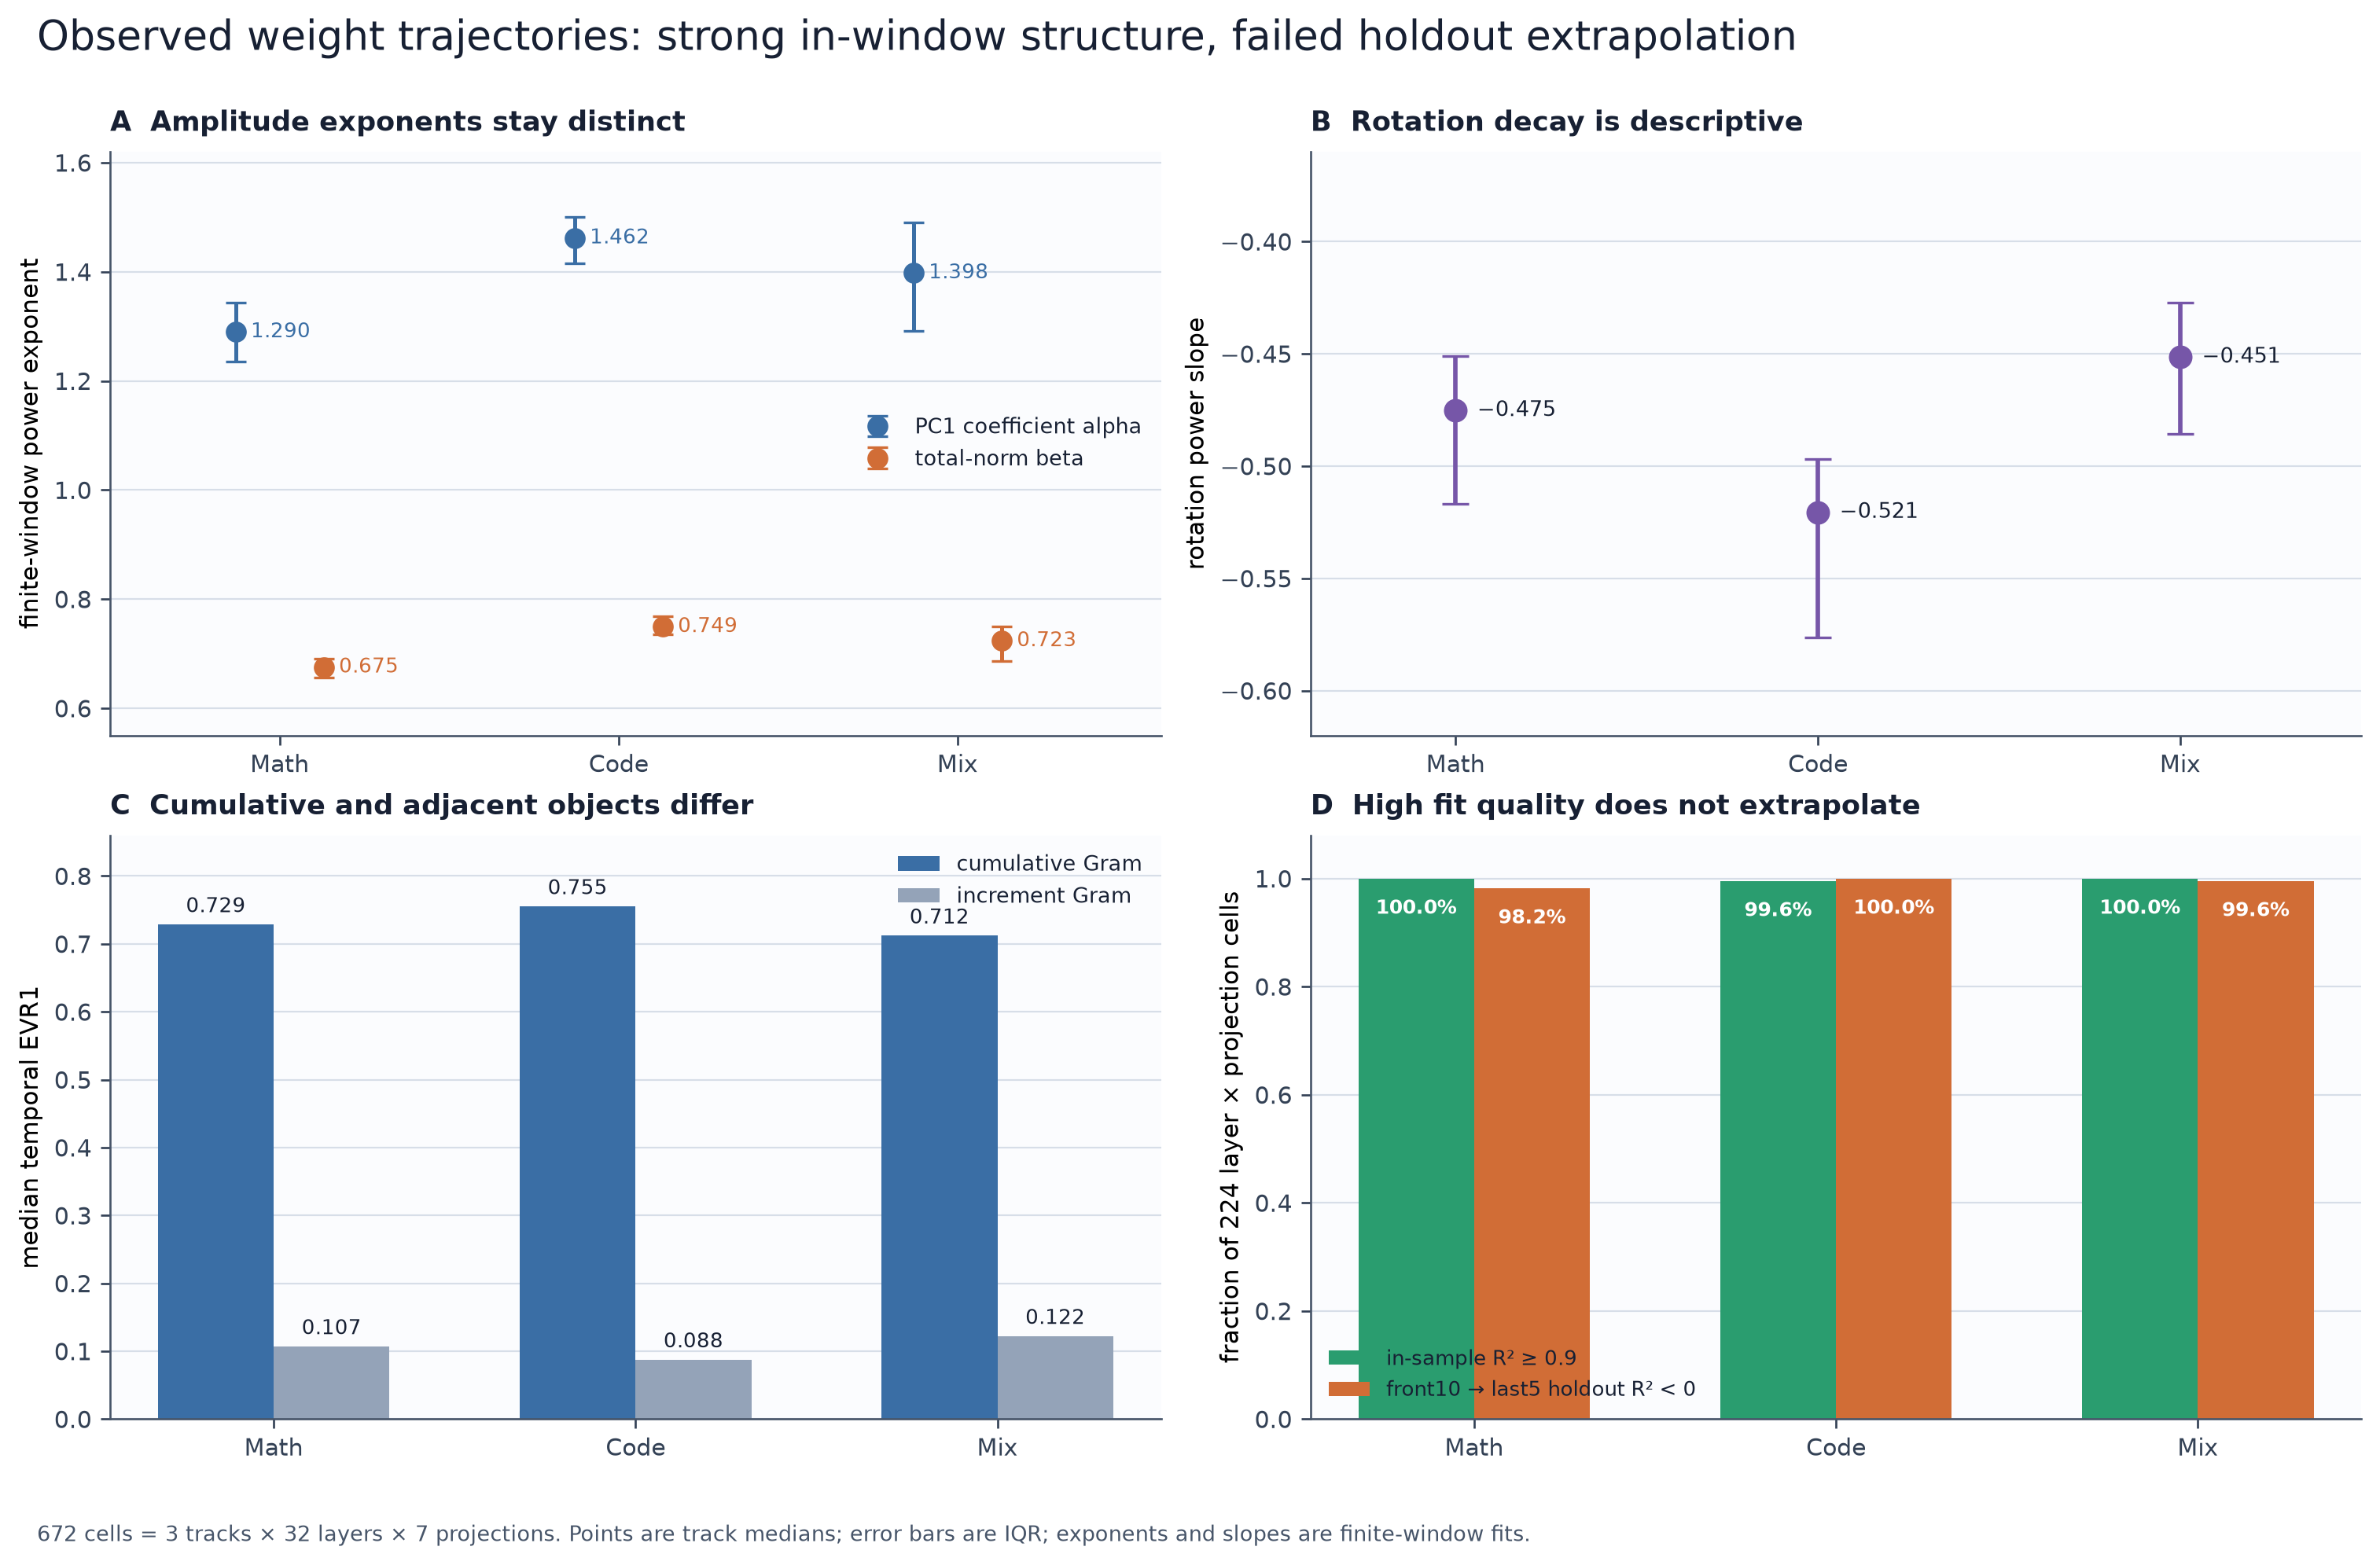 Observed weight trajectories: strong in-window structure, failed holdout extrapolation
A Amplitude exponents stay distinct
finite-window power exponent
1.6
1.4
1.2
1.0
0.8
0.6
1.290
1.462
1.398
0.675
0.749
0.723
PC1 coefficient alpha
total-norm beta
Math
Code
Mix
B Rotation decay is descriptive
rotation power slope
−0.40
−0.45
−0.50
−0.55
−0.60
−0.475
−0.521
−0.451
Math
Code
Mix
C Cumulative and adjacent objects differ
median temporal EVR1
0.8
0.7
0.6
0.5
0.4
0.3
0.2
0.1
0.0
cumulative Gram
increment Gram
0.729
0.755
0.712
0.107
0.088
0.122
Math
Code
Mix
D High fit quality does not extrapolate
fraction of 224 layer × projection cells
1.0
0.8
0.6
0.4
0.2
0.0
100.0%
98.2%
99.6%
100.0%
100.0%
99.6%
in-sample R² ≥ 0.9
front10 → last5 holdout R² < 0
Math
Code
Mix
672 cells = 3 tracks × 32 layers × 7 projections. Points are track medians; error bars are IQR; exponents and slopes are finite-window fits.